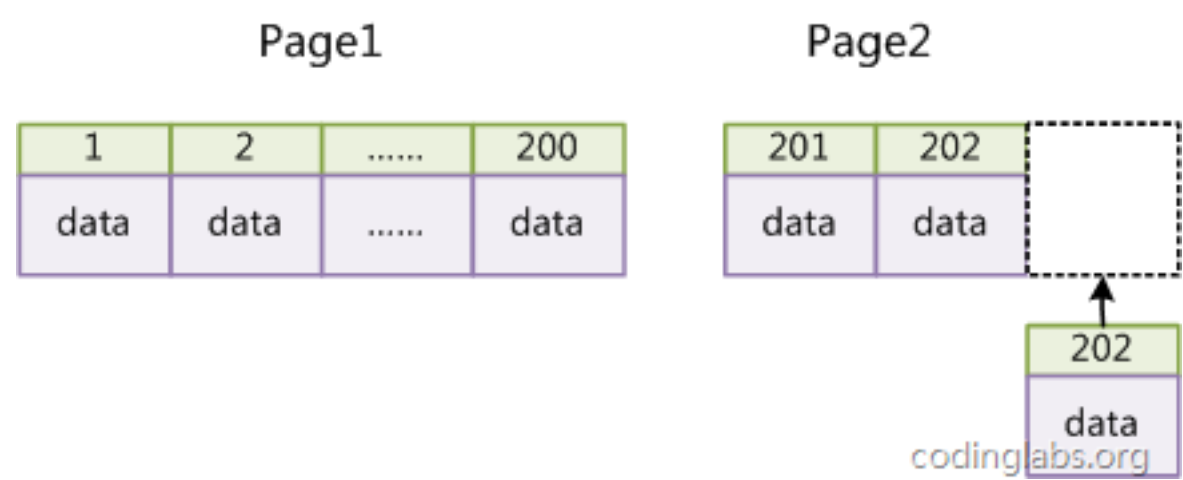 Page1 Page2
1 2 ...... 200 201 202
data data ...... data data data
202
data
codinglabs.org